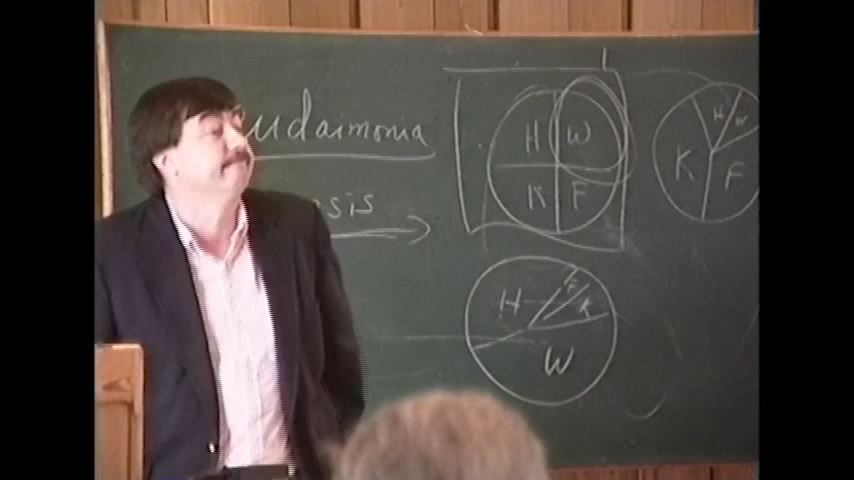 udaimonia
sis
H W
K F
H W
K F
H F K
W